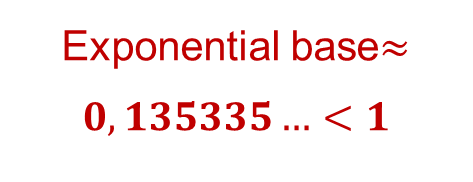 Exponential base≈
0, 135335 ... < 1